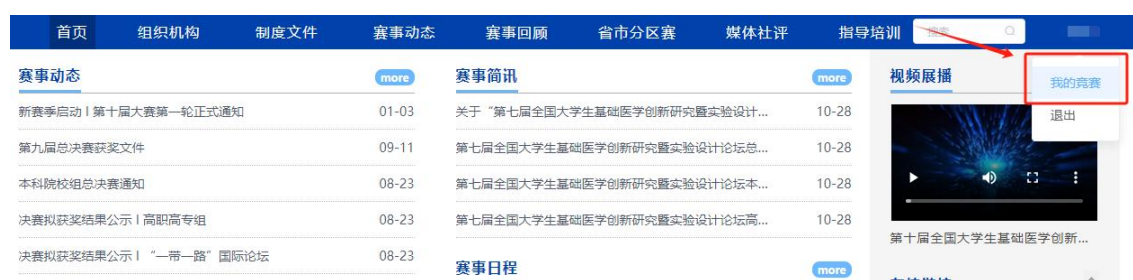 首页 组织机构 制度文件 赛事动态 赛事回顾 省市分区赛 媒体社评 指导培训 搜索
赛事动态 more
新赛季启动 | 第十届大赛第一轮正式通知 01-03
第九届总决赛获奖文件 09-11
本科院校组总决赛通知 08-23
决赛拟获奖结果公示 | 高职高专组 08-23
决赛拟获奖结果公示 | “一带一路”国际论坛 08-23
赛事简讯 more
关于“第七届全国大学生基础医学创新研究暨实验设计... 10-28
第七届全国大学生基础医学创新研究暨实验设计论坛总... 10-28
第七届全国大学生基础医学创新研究暨实验设计论坛本... 10-28
第七届全国大学生基础医学创新研究暨实验设计论坛高... 10-28
赛事日程 more
视频展播
我的竞赛
退出
第十届全国大学生基础医学创新...